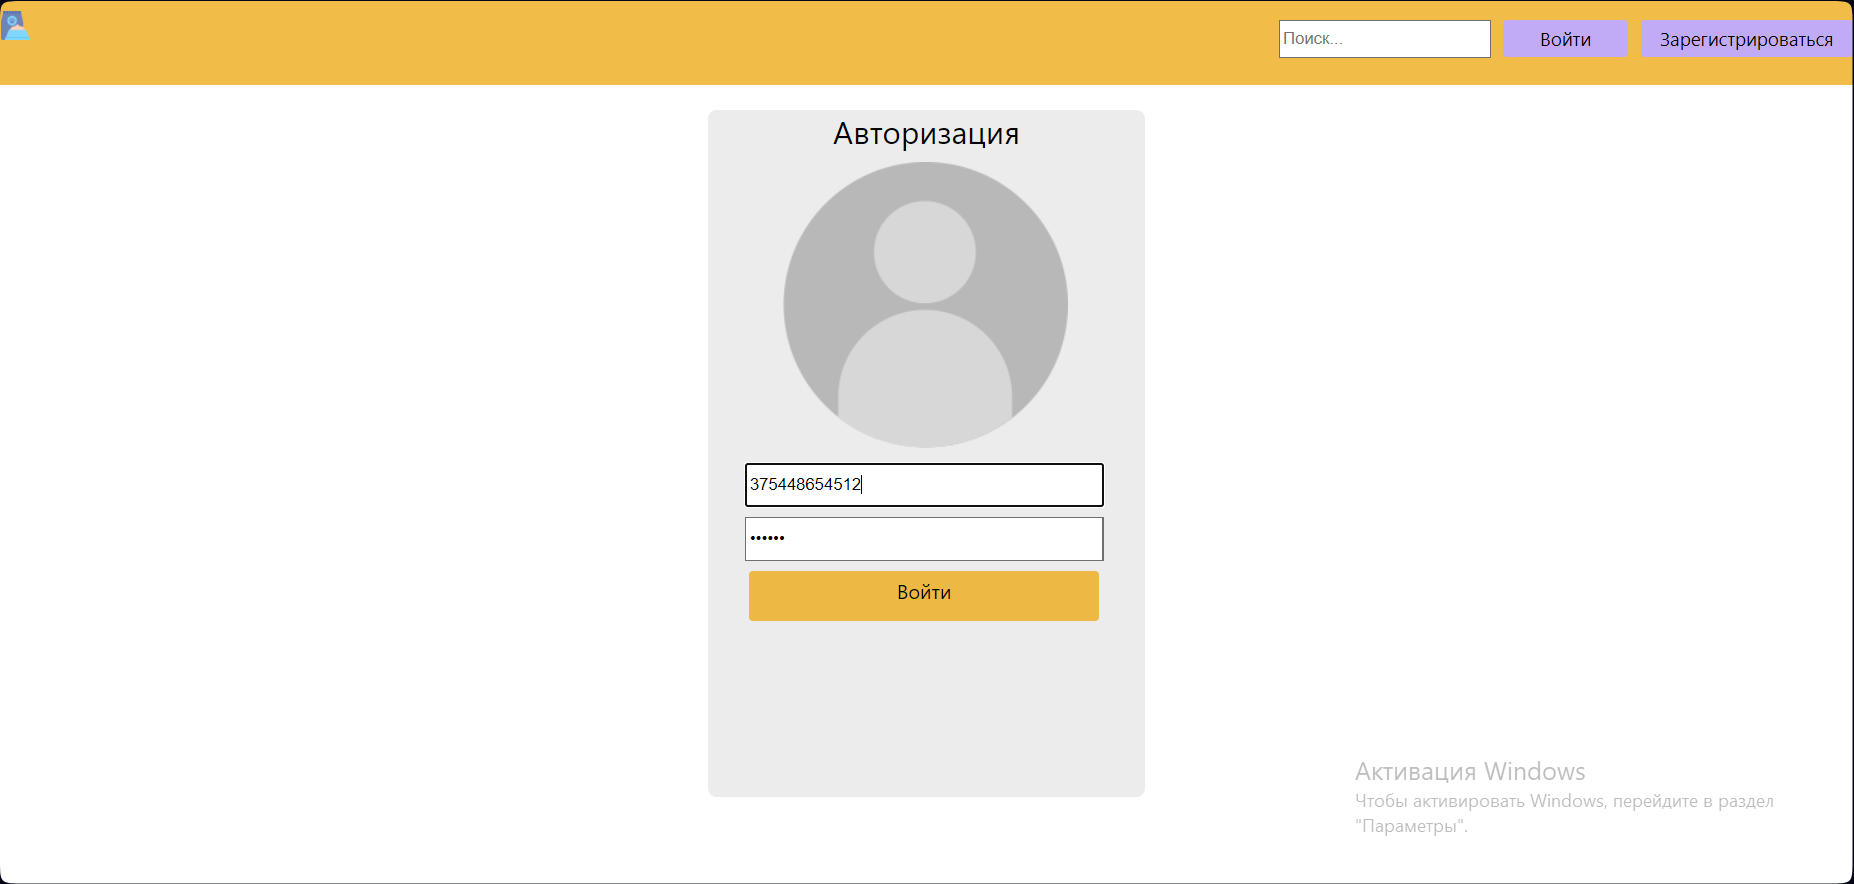 Поиск...
Войти
Зарегистрироваться
Авторизация
375448654512
••••••
Войти
Активация Windows
Чтобы активировать Windows, перейдите в раздел
"Параметры".